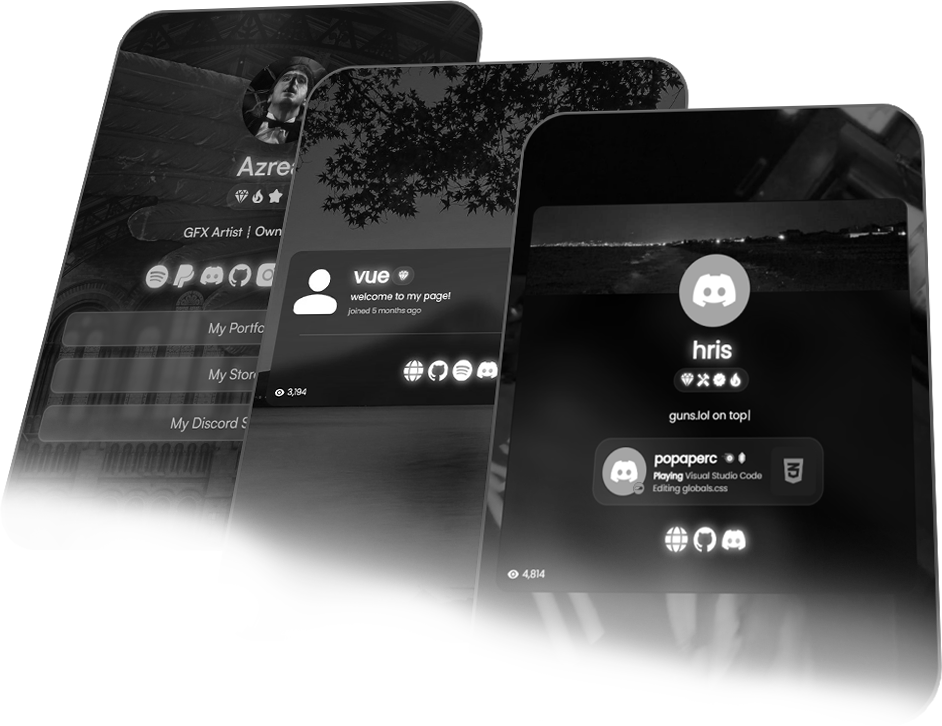 Azrea
GFX Artist | Own
My Portfo
My Store
My Discord S
vue
welcome to my page!
joined 5 months ago
3,194
hris
guns.lol on top|
popaperc
Playing Visual Studio Code
Editing globals.css
4,814